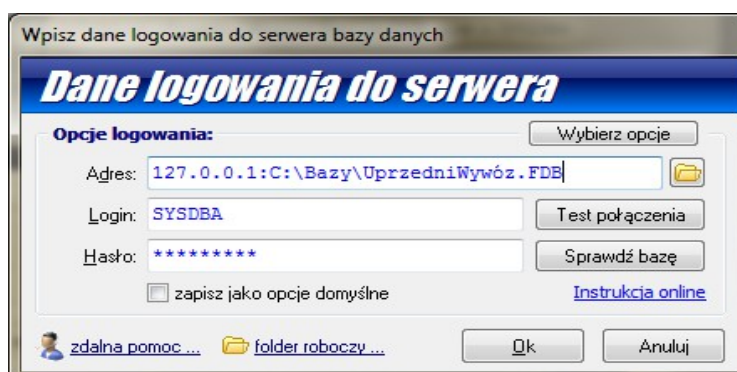 Wpisz dane logowania do serwera bazy danych
Dane logowania do serwera
Opcje logowania:
Wybierz opcje
Adres: 127.0.0.1:C:\Bazy\UprzedniWywóz.FDB
Login: SYSDBA
Test połączenia
Hasło: *********
Sprawdź bazę
zapisz jako opcje domyślne
Instrukcja online
zdalna pomoc ...
folder roboczy ...
Ok
Anuluj